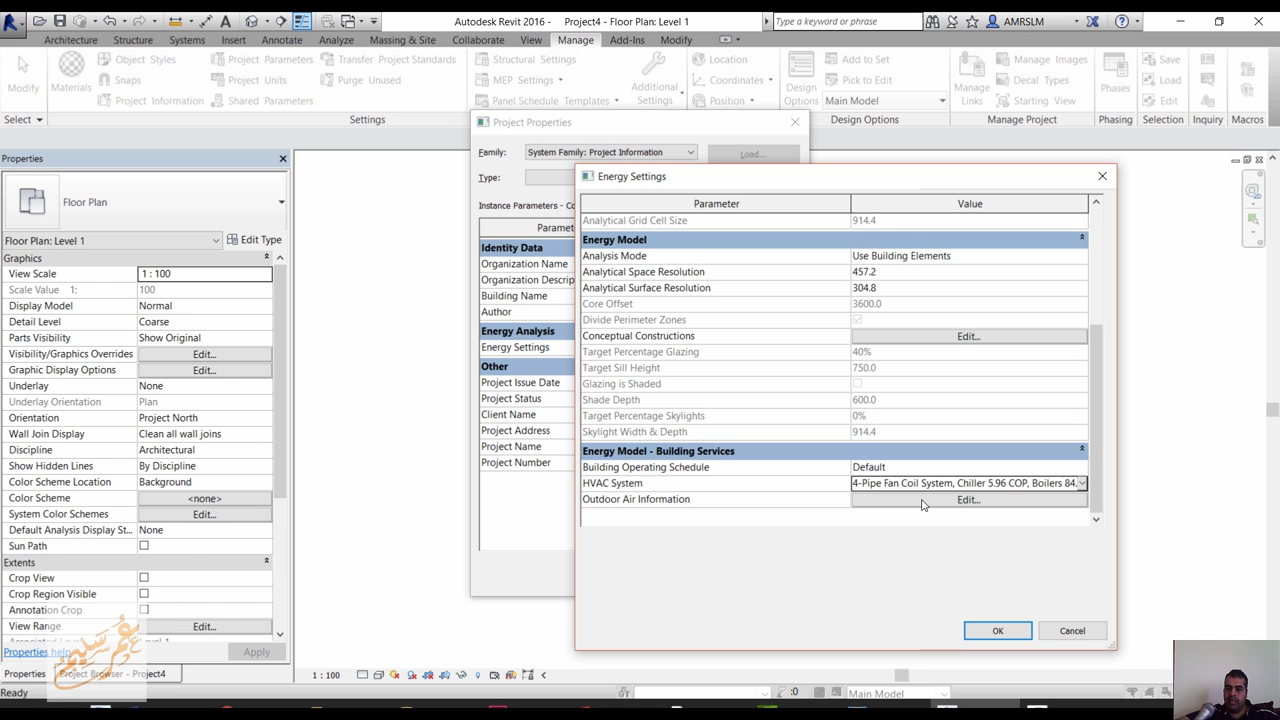 Autodesk Revit 2016 - Project4 - Floor Plan: Level 1
Type a keyword or phrase
AMRSLM
Architecture Structure Systems Insert Annotate Analyze Massing & Site Collaborate View Manage Add-Ins Modify
Modify
Materials
Object Styles
Snaps
Project Information
Project Parameters
Project Units
Shared Parameters
Transfer Project Standards
Purge Unused
Structural Settings
MEP Settings
Panel Schedule Templates
Additional Settings
Location
Coordinates
Position
Design Options
Add to Set
Pick to Edit
Main Model
Manage Links
Manage Images
Decal Types
Starting View
Phases
Save
Load
Edit
Select
Settings
Design Options
Manage Project
Phasing
Selection
Inquiry
Macros
Properties
Floor Plan
Floor Plan: Level 1
Edit Type
Graphics
View Scale 1 : 100
Scale Value 1: 100
Display Model Normal
Detail Level Coarse
Parts Visibility Show Original
Visibility/Graphics Overrides Edit...
Graphic Display Options Edit...
Underlay None
Underlay Orientation Plan
Orientation Project North
Wall Join Display Clean all wall joins
Discipline Architectural
Show Hidden Lines By Discipline
Color Scheme Location Background
Color Scheme <none>
System Color Schemes Edit...
Default Analysis Display St... None
Sun Path
Extents
Crop View
Crop Region Visible
Annotation Crop
View Range Edit...
Associated Level Level 1
Properties help
Apply
Properties
Project Browser - Project4
Ready
Project Properties
Family: System Family: Project Information
Load...
Type:
Instance Parameters - Co
Paramet
Identity Data
Organization Name
Organization Descrip
Building Name
Author
Energy Analysis
Energy Settings
Other
Project Issue Date
Project Status
Client Name
Project Address
Project Name
Project Number
Energy Settings
Parameter Value
Analytical Grid Cell Size 914.4
Energy Model
Analysis Mode Use Building Elements
Analytical Space Resolution 457.2
Analytical Surface Resolution 304.8
Core Offset 3600.0
Divide Perimeter Zones
Conceptual Constructions Edit...
Target Percentage Glazing 40%
Target Sill Height 750.0
Glazing is Shaded
Shade Depth 600.0
Target Percentage Skylights 0%
Skylight Width & Depth 914.4
Energy Model - Building Services
Building Operating Schedule Default
HVAC System 4-Pipe Fan Coil System, Chiller 5.96 COP, Boilers 84.
Outdoor Air Information Edit...
OK Cancel
1 : 100
:0
Main Model